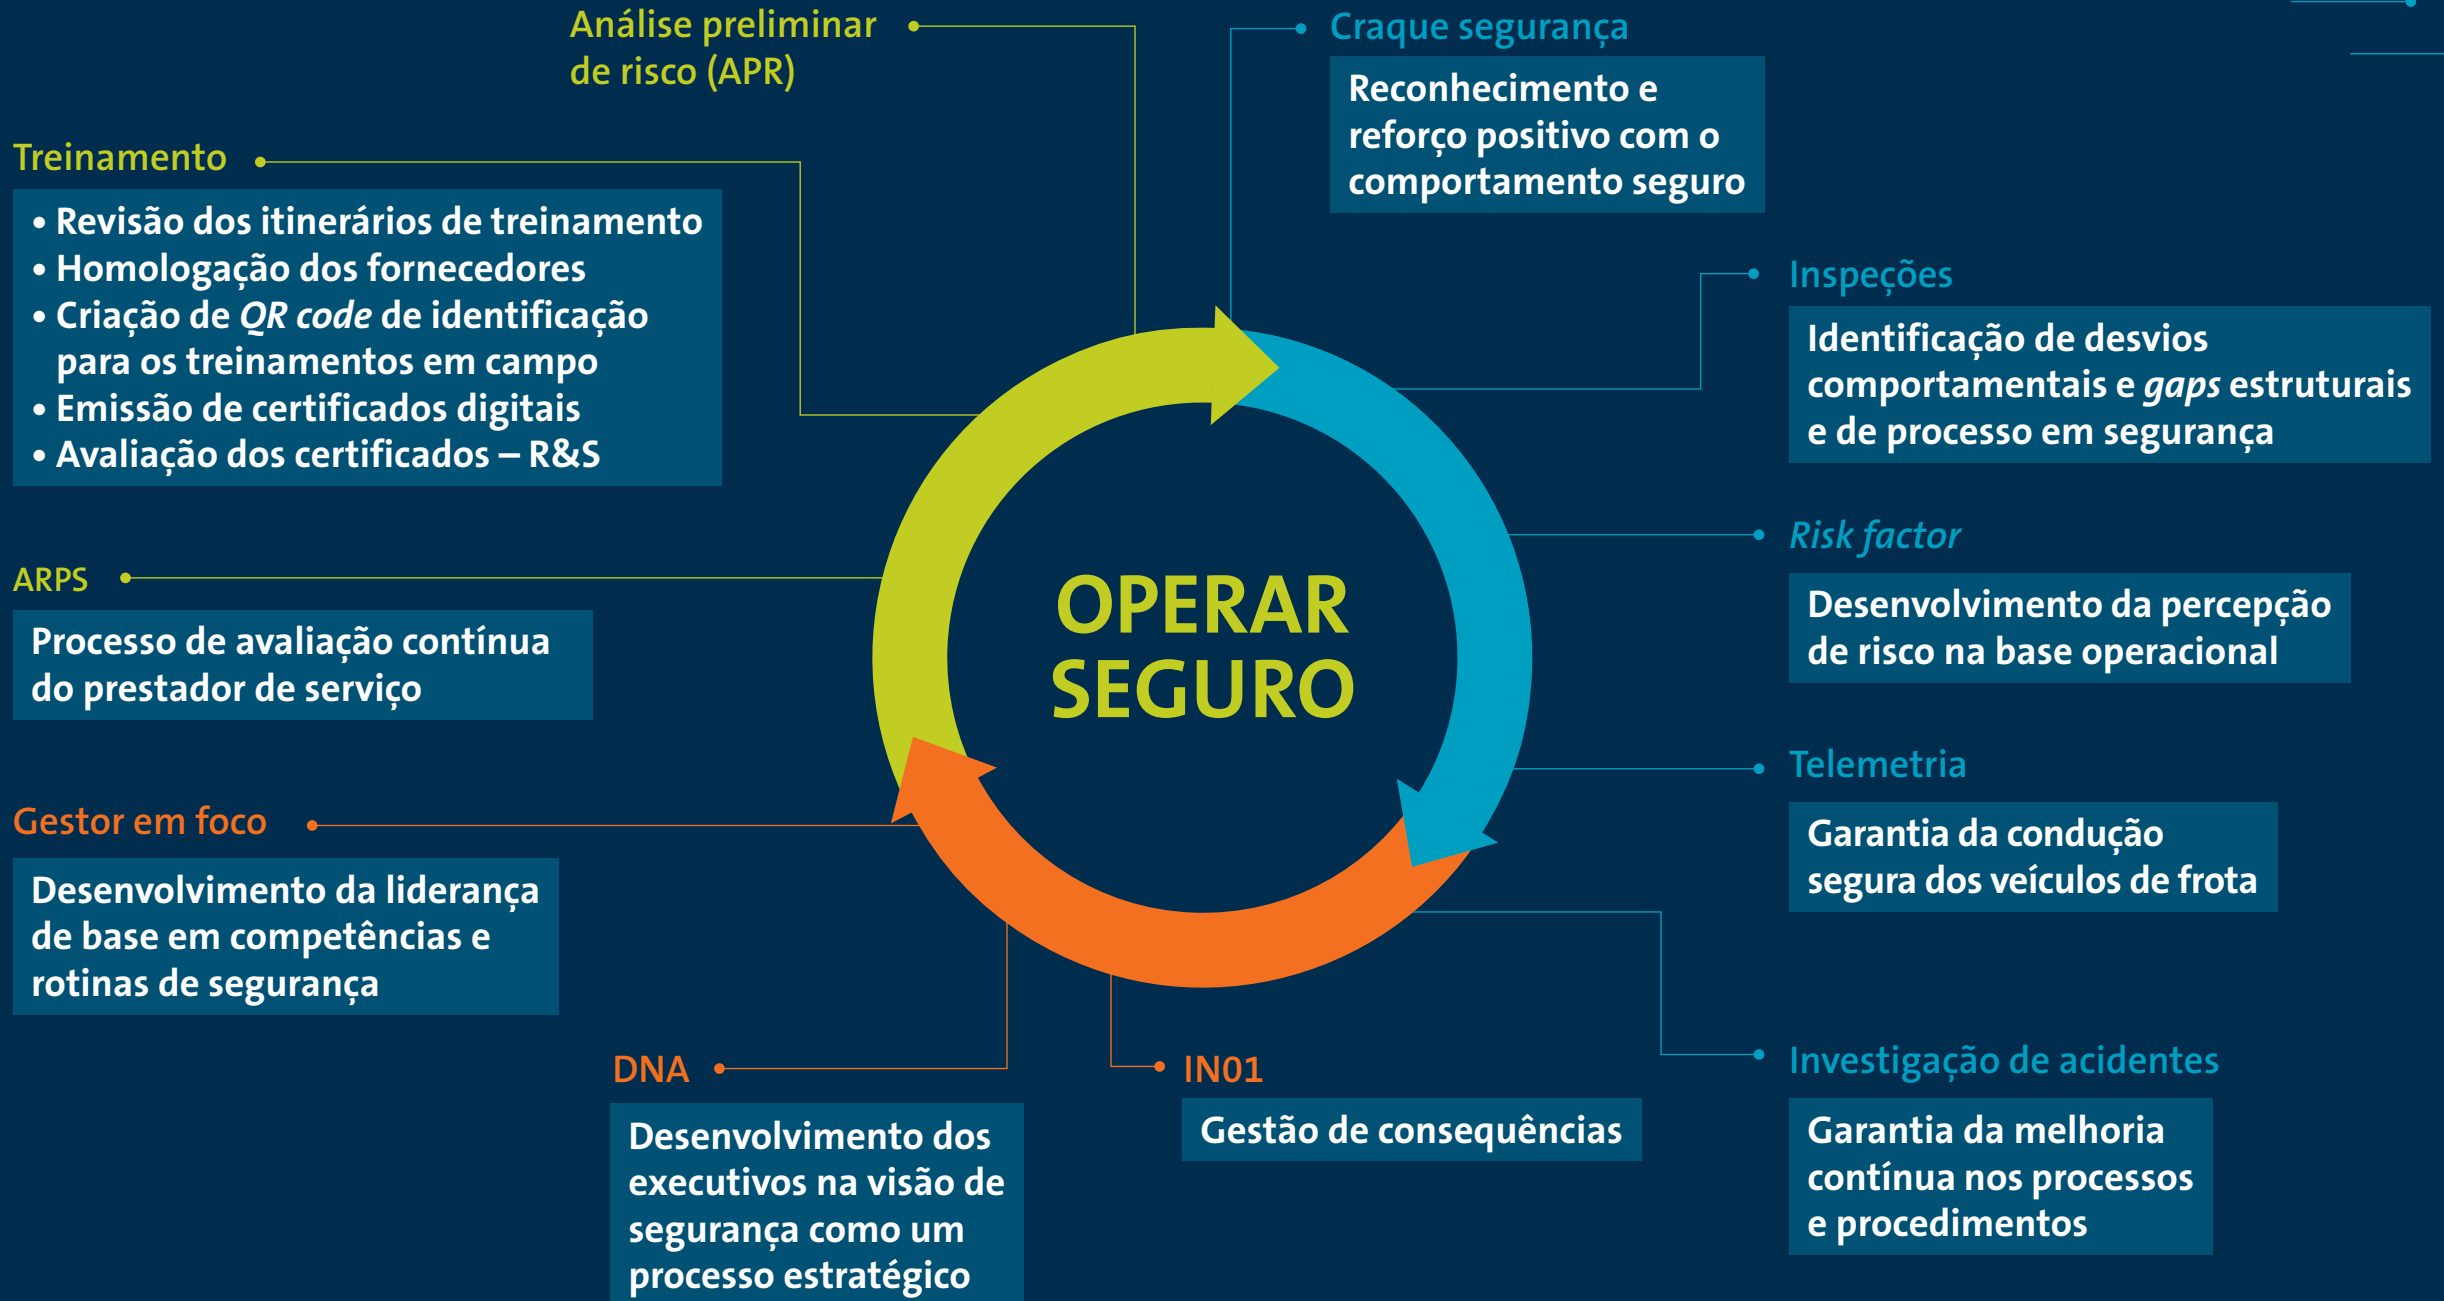 Análise preliminar
de risco (APR)
Craque segurança
Reconhecimento e
reforço positivo com o
comportamento seguro
Treinamento
• Revisão dos itinerários de treinamento
• Homologação dos fornecedores
• Criação de QR code de identificação
para os treinamentos em campo
• Emissão de certificados digitais
• Avaliação dos certificados – R&S
Inspeções
Identificação de desvios
comportamentais e gaps estruturais
e de processo em segurança
Risk factor
Desenvolvimento da percepção
de risco na base operacional
ARPS
Processo de avaliação contínua
do prestador de serviço
OPERAR
SEGURO
Telemetria
Garantia da condução
segura dos veículos de frota
Gestor em foco
Desenvolvimento da liderança
de base em competências e
rotinas de segurança
DNA
Desenvolvimento dos
executivos na visão de
segurança como um
processo estratégico
IN01
Gestão de consequências
Investigação de acidentes
Garantia da melhoria
contínua nos processos
e procedimentos